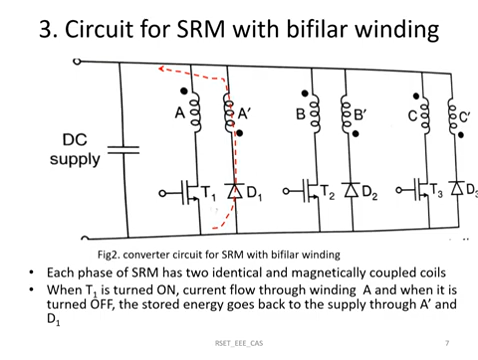 3. Circuit for SRM with bifilar winding
A A' B B' C C'
DC
supply
T1 D1 T2 D2 T3 D3
Fig2. converter circuit for SRM with bifilar winding
• Each phase of SRM has two identical and magnetically coupled coils
• When T1 is turned ON, current flow through winding A and when it is
turned OFF, the stored energy goes back to the supply through A' and
D1
RSET_EEE_CAS 7